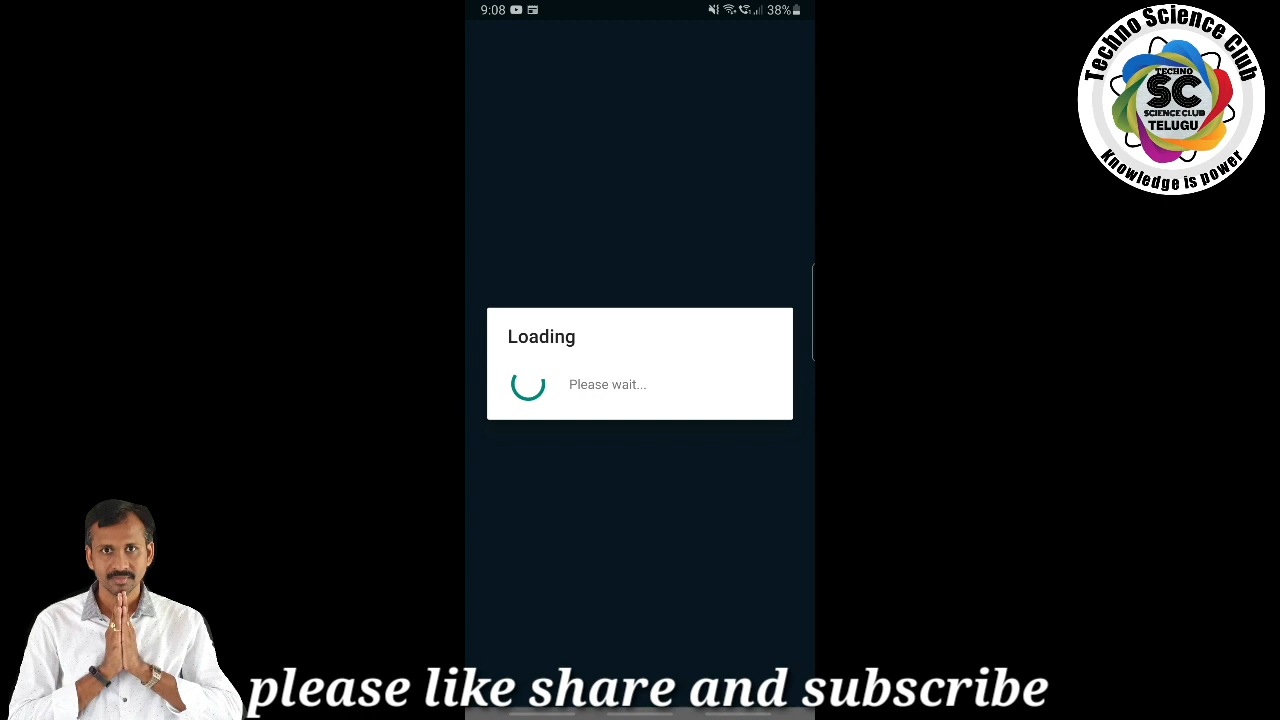 9:08
38%
Techno Science Club
TECHNO
SC
SCIENCE CLUB
TELUGU
Knowledge is power
Loading
Please wait...
please like share and subscribe